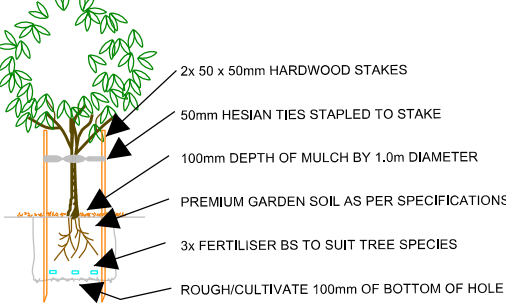 2x 50 x 50mm HARDWOOD STAKES
50mm HESIAN TIES STAPLED TO STAKE
100mm DEPTH OF MULCH BY 1.0m DIAMETER
PREMIUM GARDEN SOIL AS PER SPECIFICATIONS
3x FERTILISER BS TO SUIT TREE SPECIES
ROUGH/CULTIVATE 100mm OF BOTTOM OF HOLE